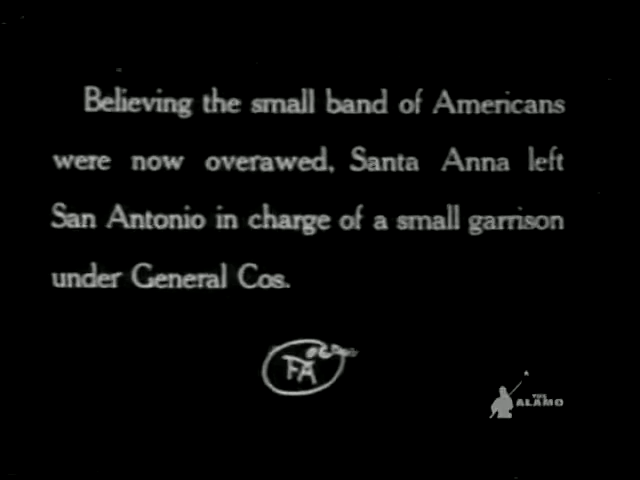 Believing the small band of Americans
were now overawed, Santa Anna left
San Antonio in charge of a small garrison
under General Cos.
FA
THE
ALAMO